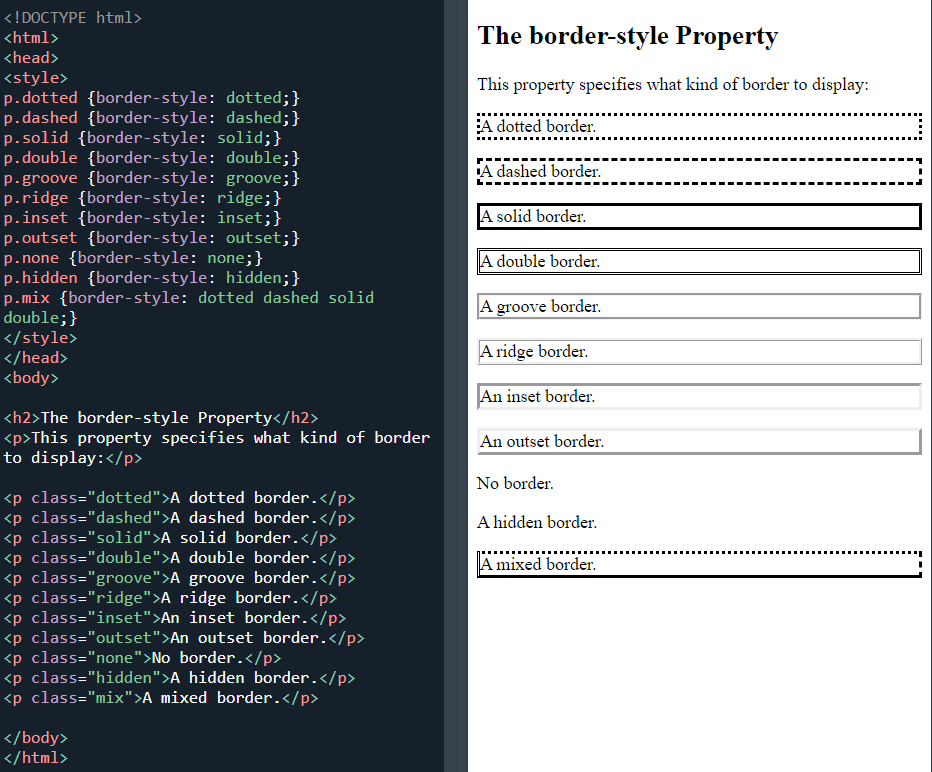 <!DOCTYPE html>
<html>
<head>
<style>
p.dotted {border-style: dotted;}
p.dashed {border-style: dashed;}
p.solid {border-style: solid;}
p.double {border-style: double;}
p.groove {border-style: groove;}
p.ridge {border-style: ridge;}
p.inset {border-style: inset;}
p.outset {border-style: outset;}
p.none {border-style: none;}
p.hidden {border-style: hidden;}
p.mix {border-style: dotted dashed solid
double;}
</style>
</head>
<body>
<h2>The border-style Property</h2>
<p>This property specifies what kind of border
to display:</p>
<p class="dotted">A dotted border.</p>
<p class="dashed">A dashed border.</p>
<p class="solid">A solid border.</p>
<p class="double">A double border.</p>
<p class="groove">A groove border.</p>
<p class="ridge">A ridge border.</p>
<p class="inset">An inset border.</p>
<p class="outset">An outset border.</p>
<p class="none">No border.</p>
<p class="hidden">A hidden border.</p>
<p class="mix">A mixed border.</p>
</body>
</html>
The border-style Property
This property specifies what kind of border to display:
A dotted border.
A dashed border.
A solid border.
A double border.
A groove border.
A ridge border.
An inset border.
An outset border.
No border.
A hidden border.
A mixed border.